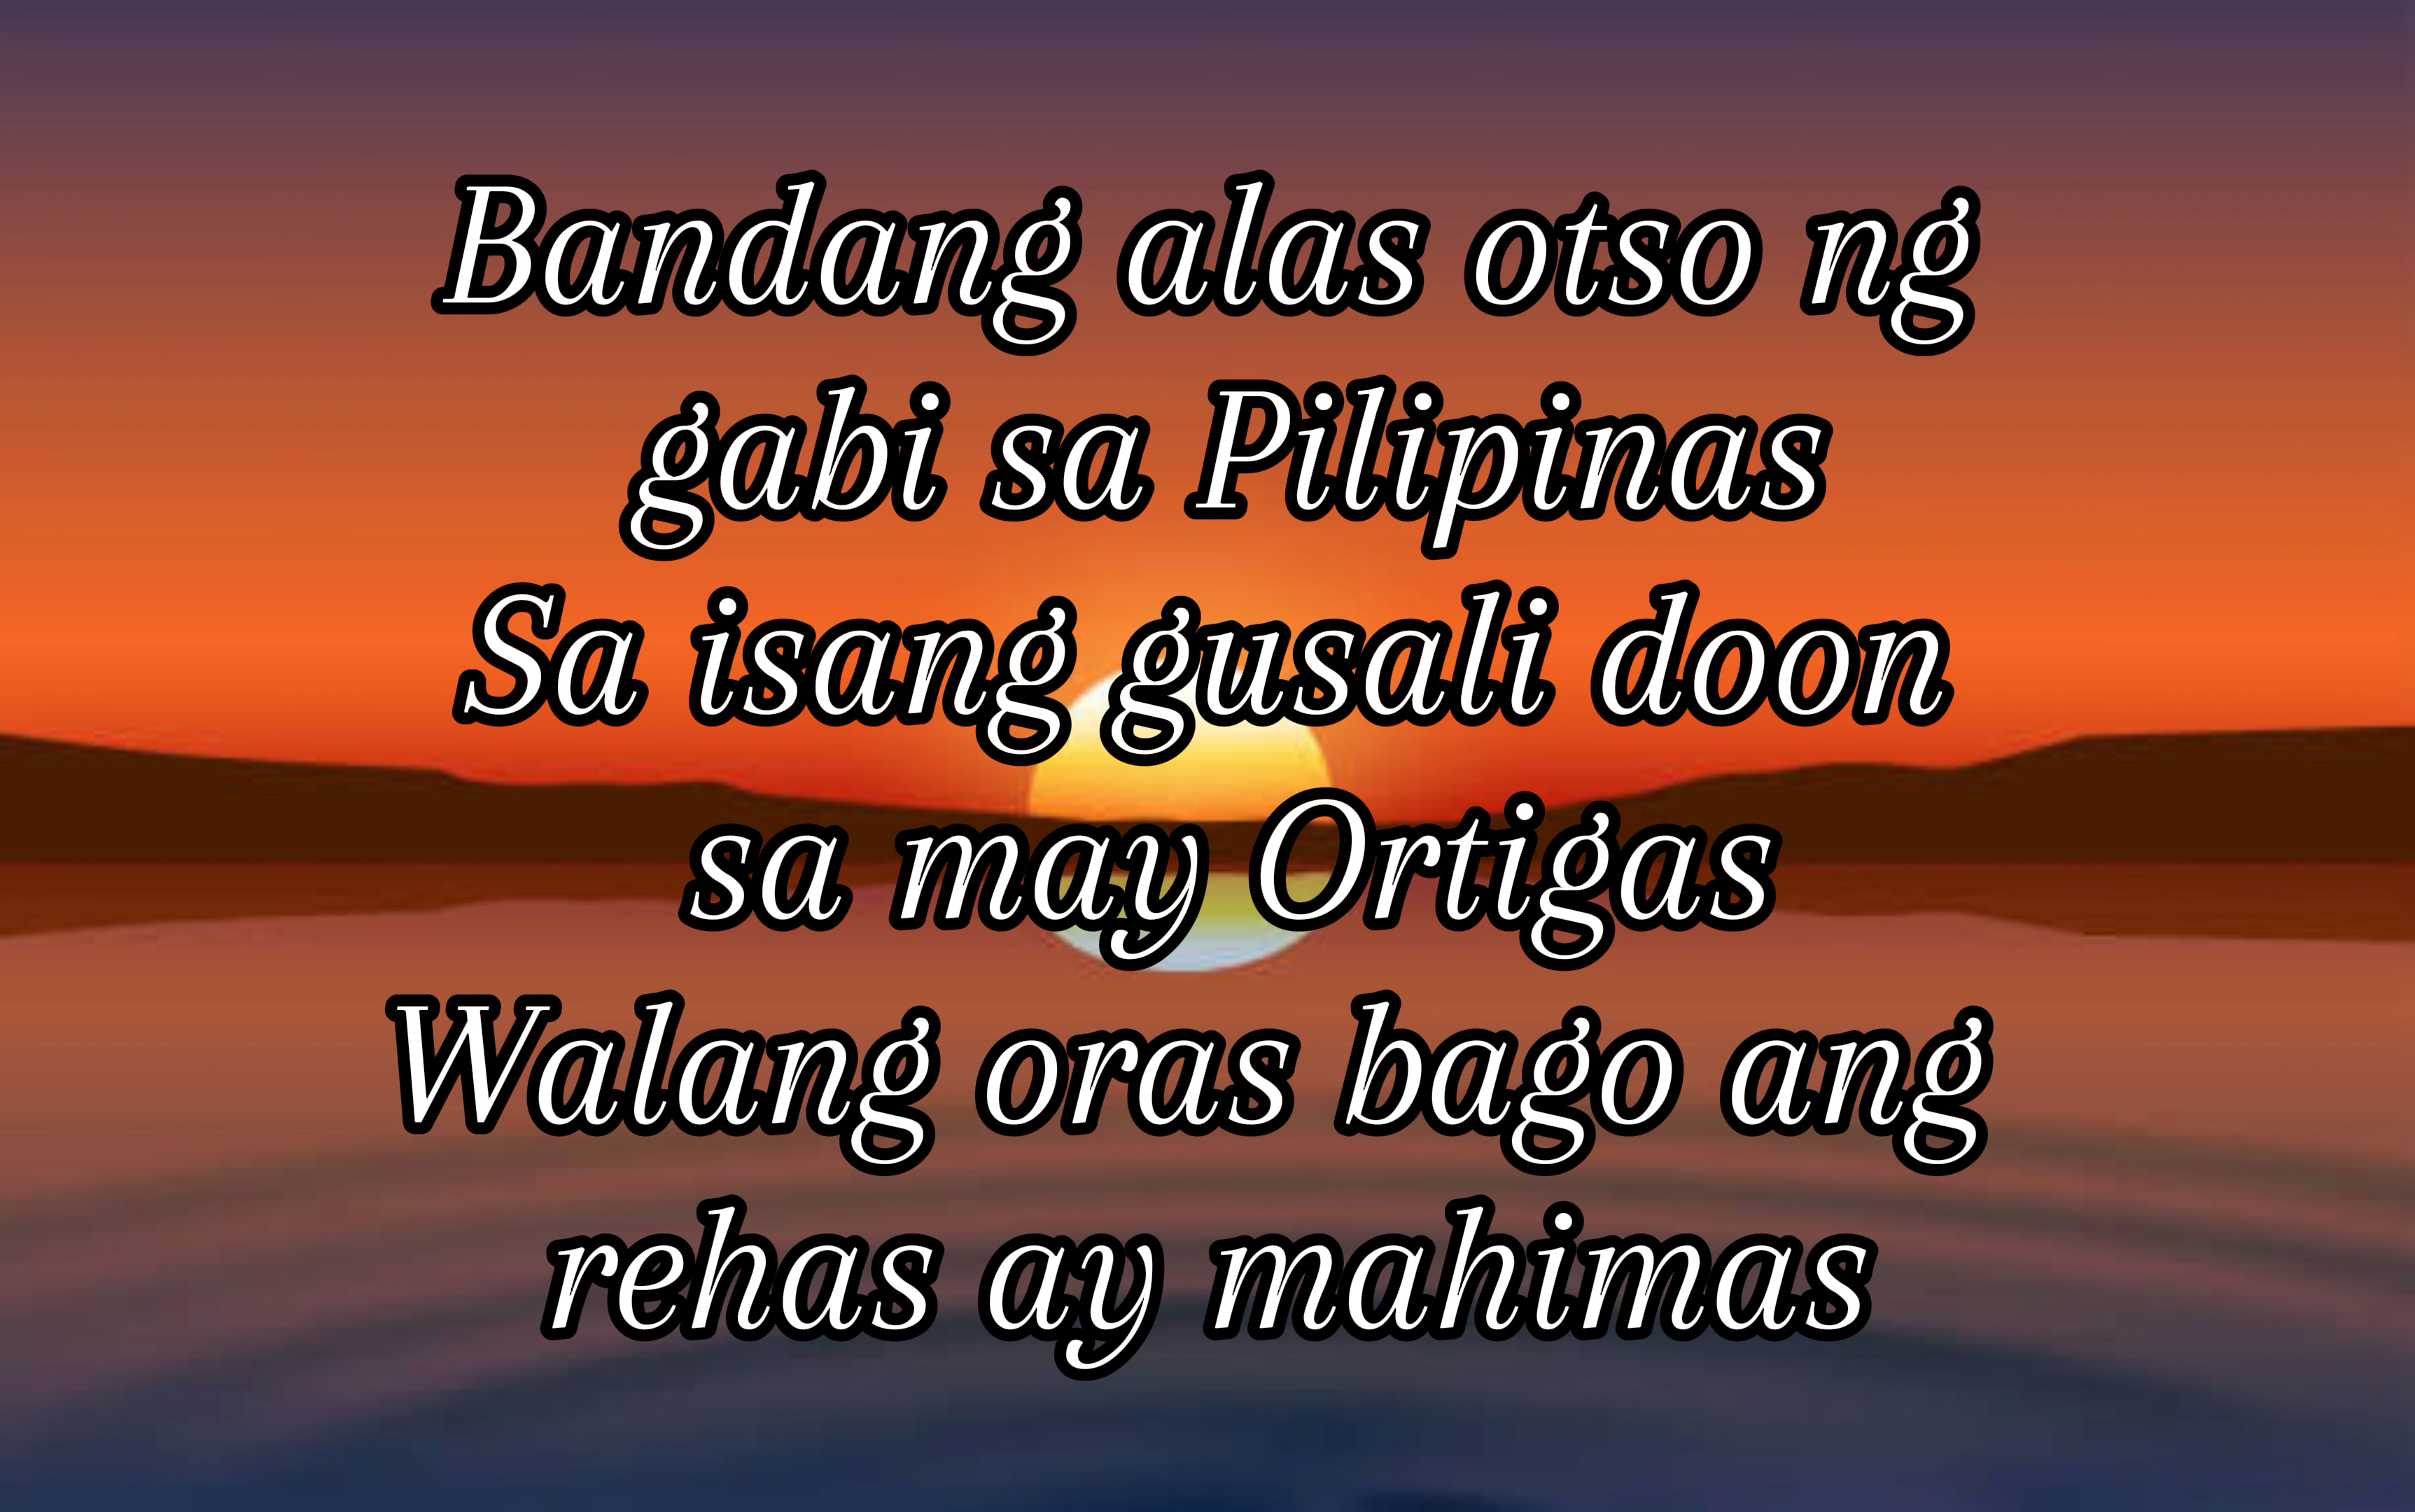 Bandang alas otso ng
gabi sa Pilipinas
Sa isang gusali doon
sa may Ortigas
Walang oras bago ang
rehas ay mahimas